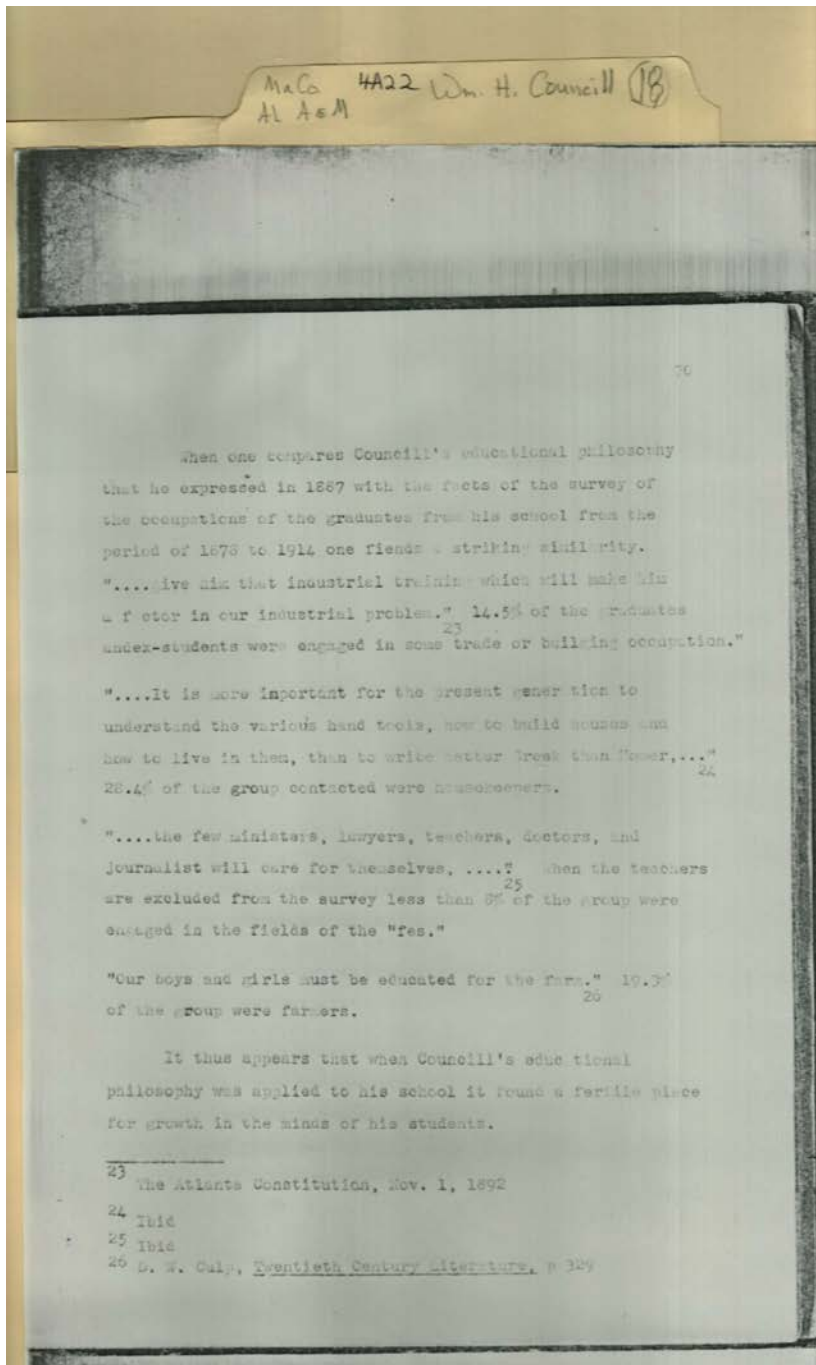 MaCo 4A22 Wm. H. Councill 18
AL A&M
70
When one compares Councill's educational philosophy
that he expressed in 1887 with the facts of the survey of
the occupations of the graduates from his school from the
period of 1878 to 1914 one fiends a striking similarity.
"....give him that industrial training which will make him
a factor in our industrial problem." 14.5% of the graduates
23
andex-students were engaged in some trade or building occupation."
"....It is more important for the present generation to
understand the various hand tools, how to build houses and
how to live in them, than to write better Greek than Homer,..."
24
28.4% of the group contacted were housekeepers.
"....the few ministers, lawyers, teachers, doctors, and
journalist will care for themselves, ...." When the teachers
25
are excluded from the survey less than 6% of the group were
engaged in the fields of the "fes."
"Our boys and girls must be educated for the farm." 19.3%
26
of the group were farmers.
It thus appears that when Councill's educ tional
philosophy was applied to his school it found a fertile place
for growth in the minds of his students.
23 The Atlanta Constitution, Nov. 1, 1892
24 Ibid
25 Ibid
26 D. W. Culp, Twentieth Century Literature, p 329